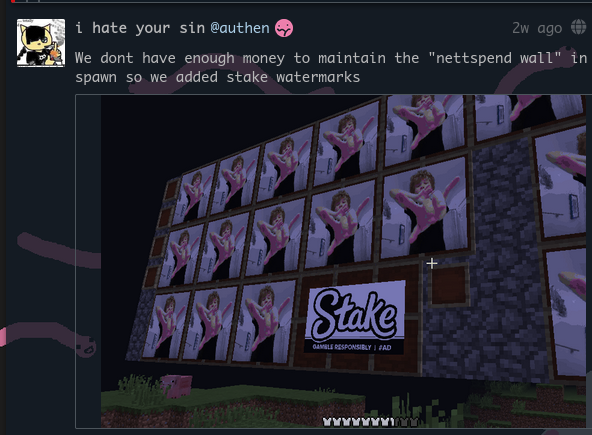 i hate your sin @authen 2w ago
We dont have enough money to maintain the "nettspend wall" in
spawn so we added stake watermarks
Stake
GAMBLE RESPONSIBLY | #AD